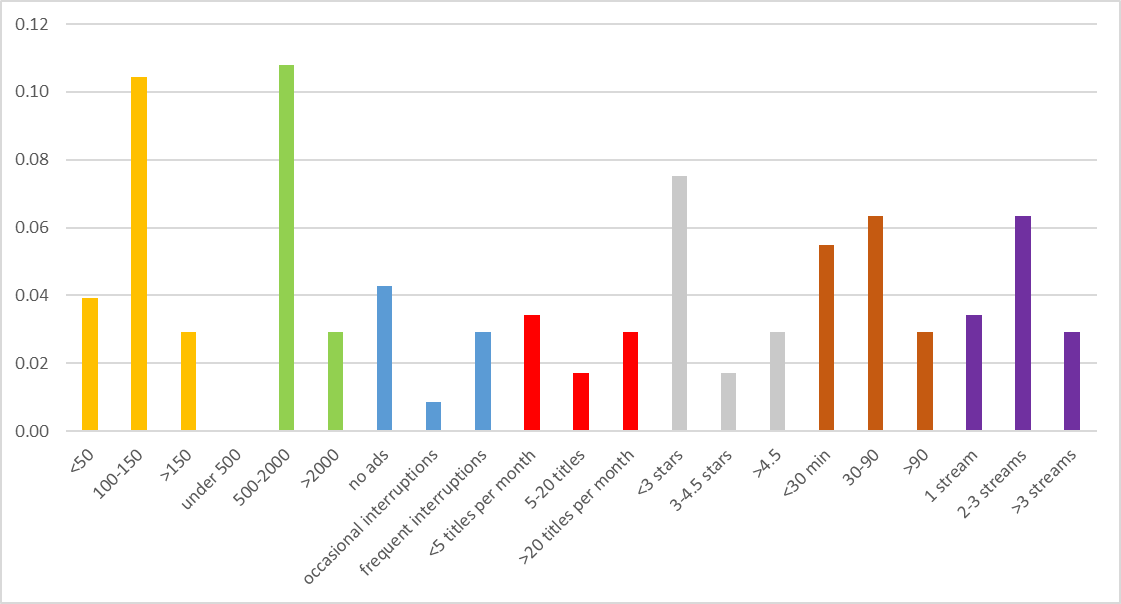 0.12
0.10
0.08
0.06
0.04
0.02
0.00
<50
100-150
>150
under 500
500-2000
>2000
no ads
occasional interruptions
frequent interruptions
<5 titles per month
5-20 titles
>20 titles per month
<3 stars
3-4.5 stars
>4.5
<30 min
30-90
>90
1 stream
2-3 streams
>3 streams